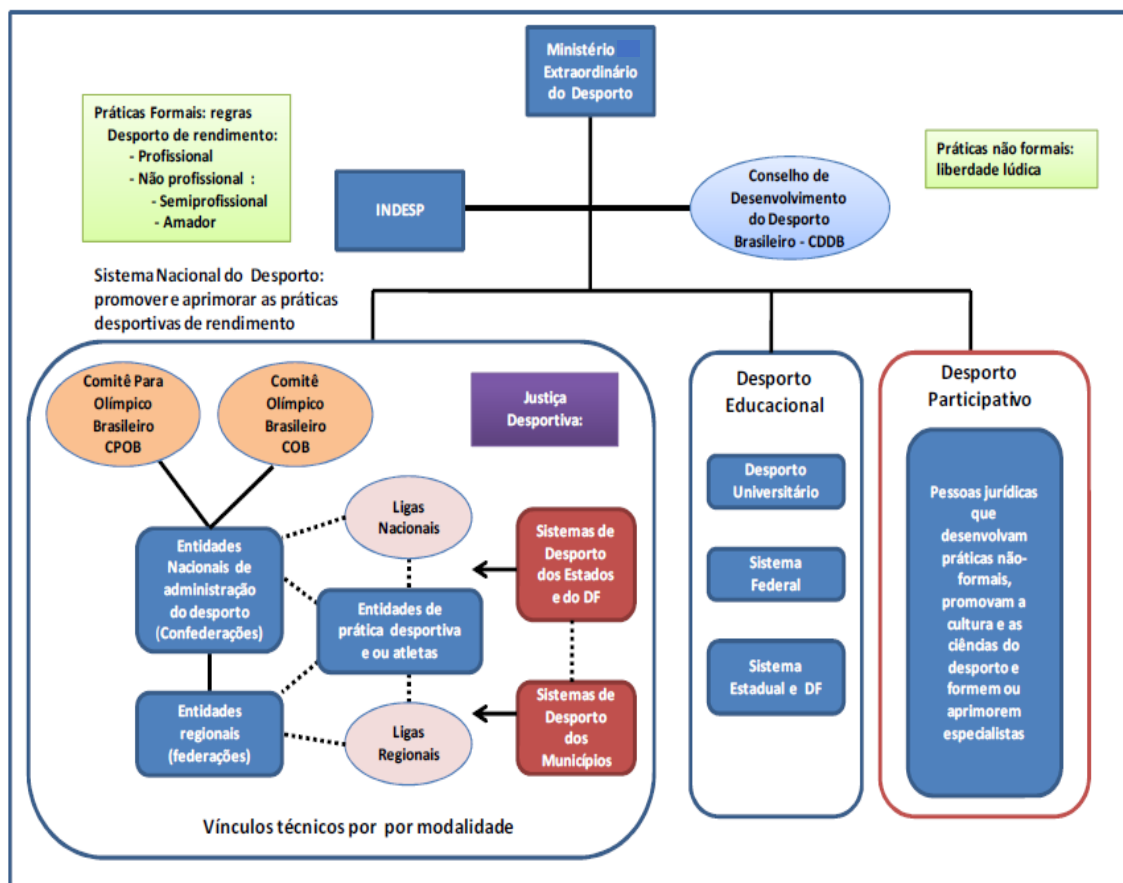 Ministério
Extraordinário
do Desporto
Práticas Formais: regras
Desporto de rendimento:
- Profissional
- Não profissional :
- Semiprofissional
- Amador
Práticas não formais:
liberdade lúdica
INDESP
Conselho de
Desenvolvimento
do Desporto
Brasileiro - CDDB
Sistema Nacional do Desporto:
promover e aprimorar as práticas
desportivas de rendimento
Comitê Para
Olímpico
Brasileiro
CPOB
Comitê
Olímpico
Brasileiro
COB
Justiça
Desportiva:
Entidades
Nacionais de
administração
do desporto
(Confederações)
Ligas
Nacionais
Sistemas de
Desporto
dos Estados
e do DF
Entidades de
prática desportiva
e ou atletas
Entidades
regionais
(federações)
Ligas
Regionais
Sistemas de
Desporto
dos
Municípios
Vínculos técnicos por por modalidade
Desporto
Educacional
Desporto
Universitário
Sistema
Federal
Sistema
Estadual e DF
Desporto
Participativo
Pessoas jurídicas
que
desenvolvam
práticas não-
formais,
promovam a
cultura e as
ciências do
desporto e
formem ou
aprimorem
especialistas